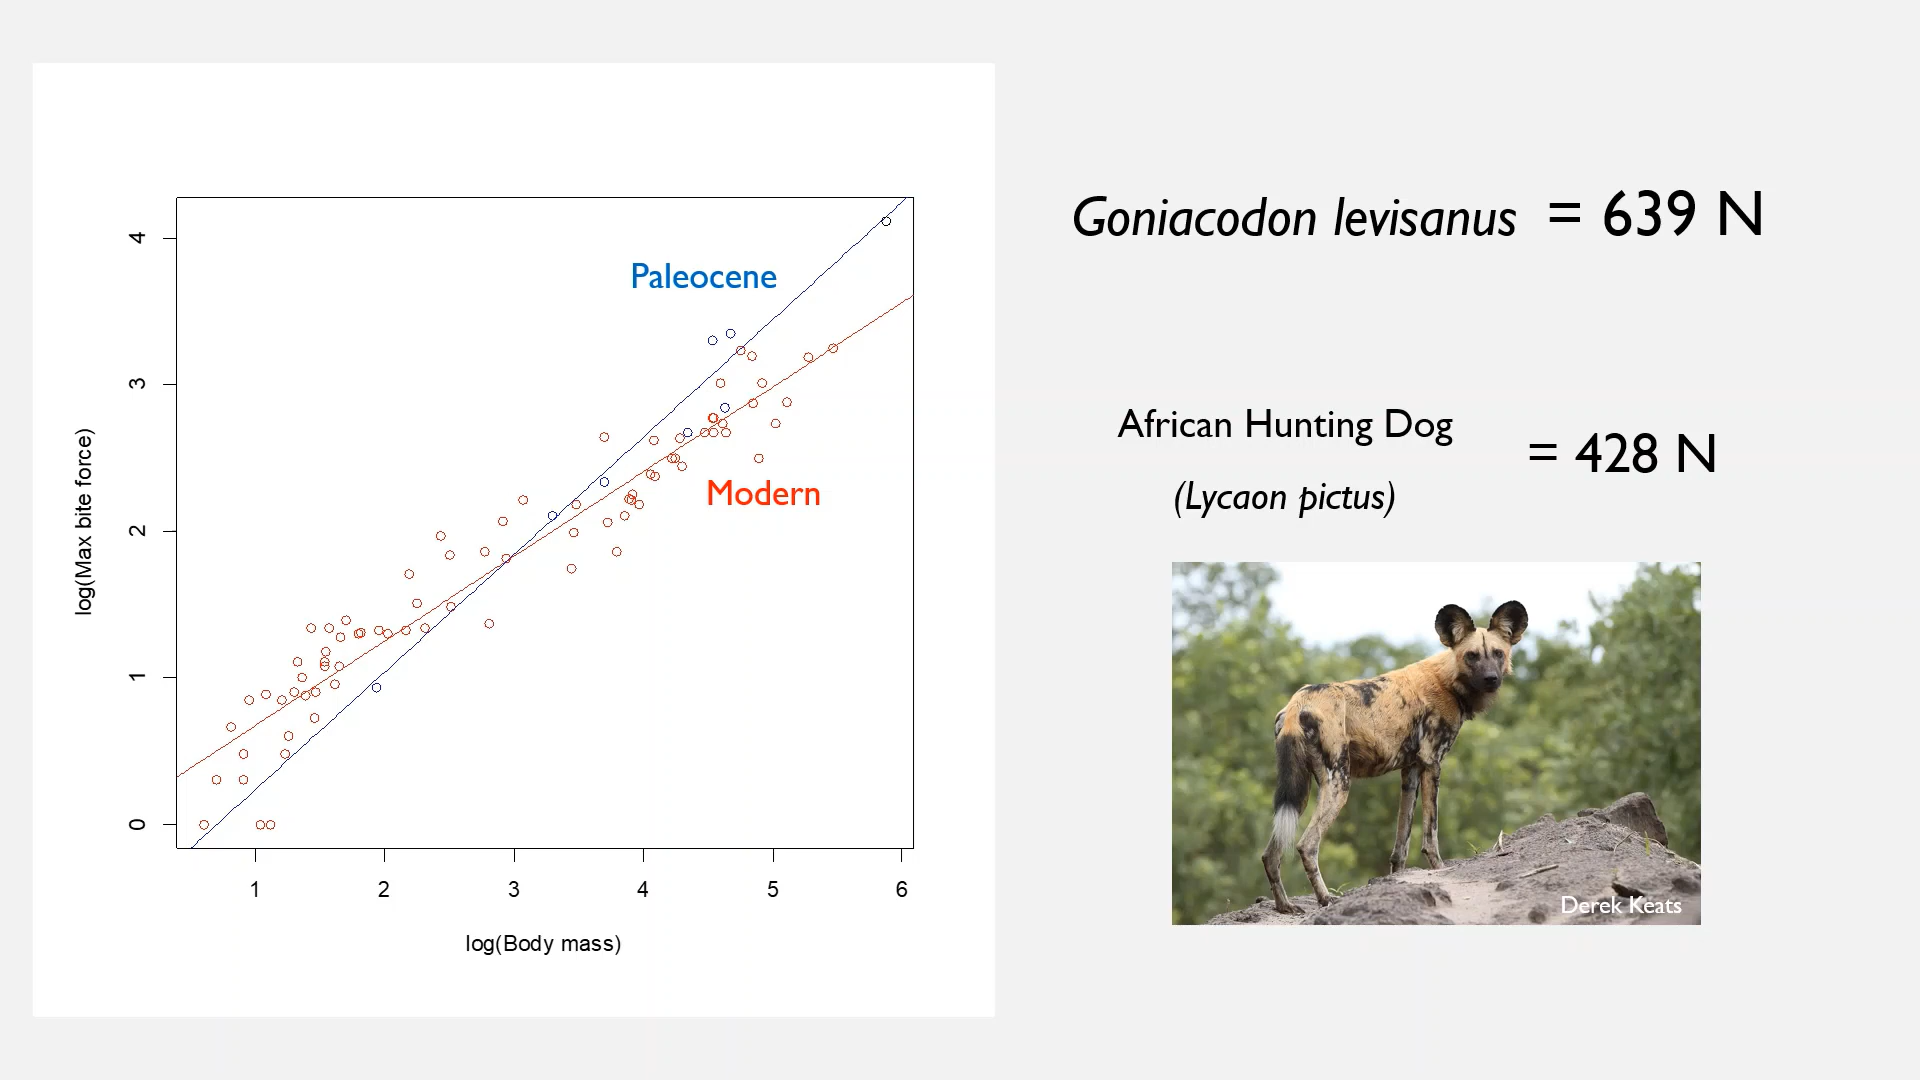 Goniacodon levisanus = 639 N
Paleocene
Modern
African Hunting Dog
(Lycaon pictus)
= 428 N
Derek Keats
log(Max bite force)
4
3
2
1
0
1 2 3 4 5 6
log(Body mass)